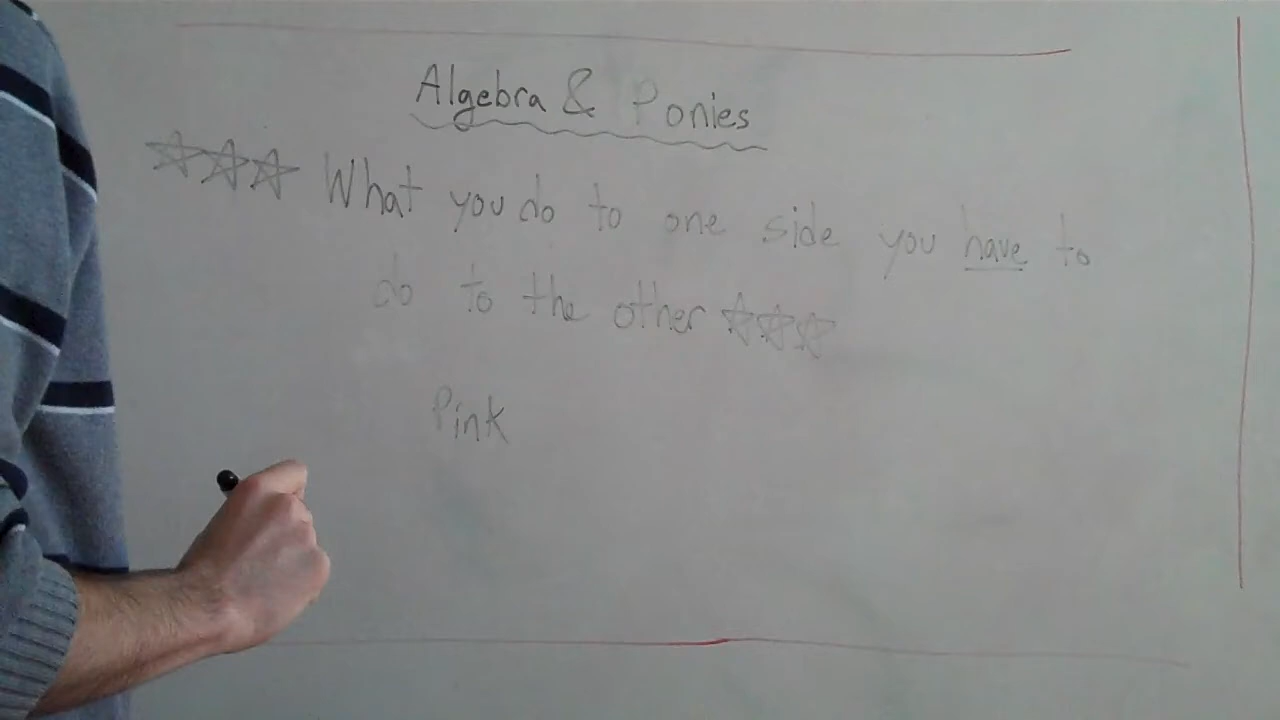 Algebra & Ponies
What you do to one side you have to
do to the other
Pink